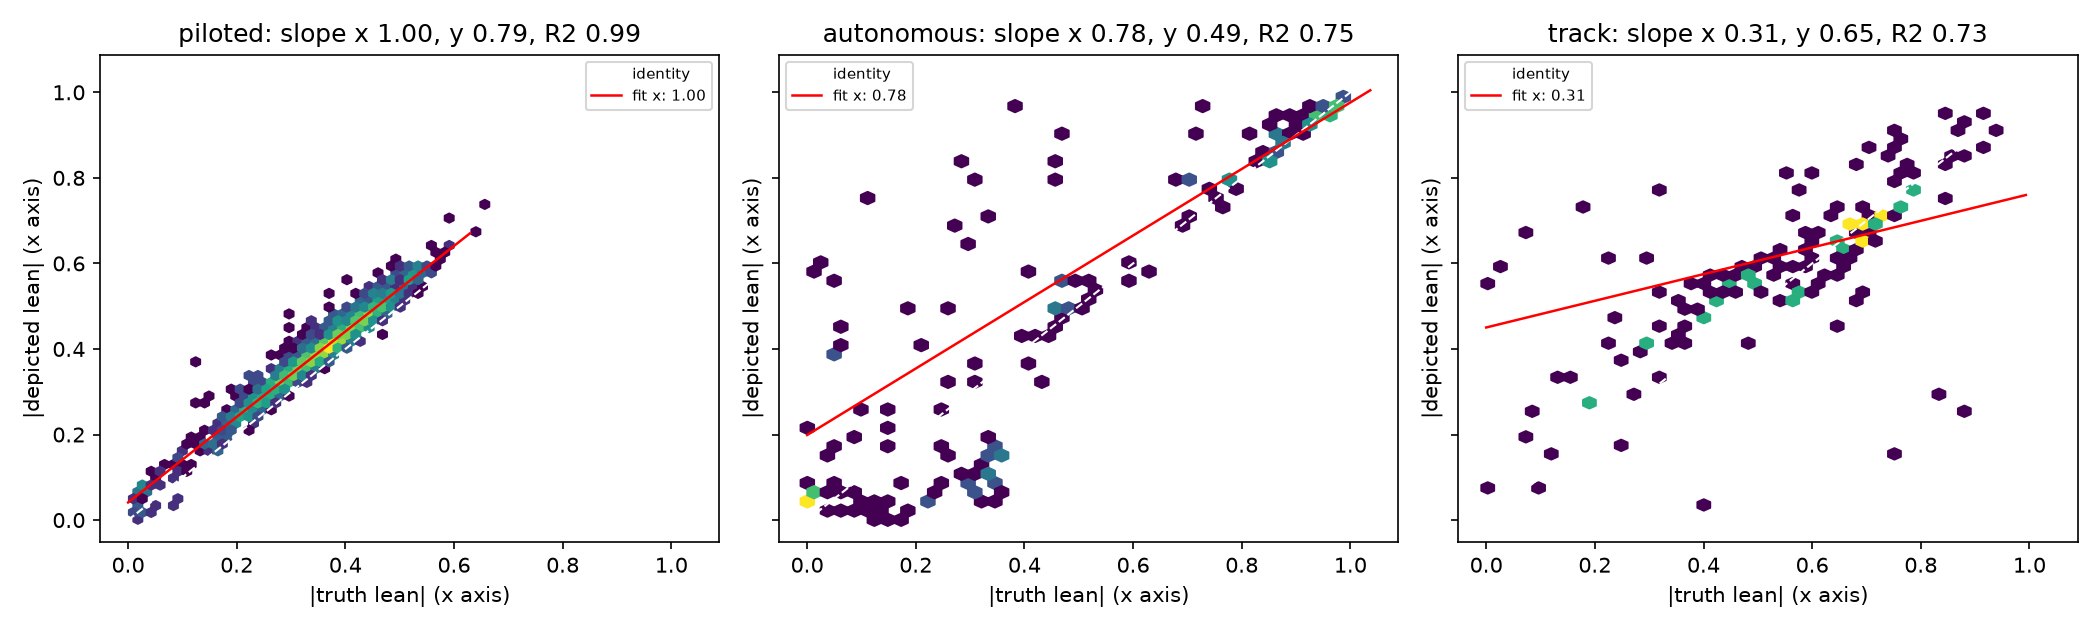 piloted: slope x 1.00, y 0.79, R2 0.99
identity
fit x: 1.00
|depicted lean| (x axis)
1.0
0.8
0.6
0.4
0.2
0.0
0.0 0.2 0.4 0.6 0.8 1.0
|truth lean| (x axis)
autonomous: slope x 0.78, y 0.49, R2 0.75
identity
fit x: 0.78
|depicted lean| (x axis)
0.0 0.2 0.4 0.6 0.8 1.0
|truth lean| (x axis)
track: slope x 0.31, y 0.65, R2 0.73
identity
fit x: 0.31
|depicted lean| (x axis)
0.0 0.2 0.4 0.6 0.8 1.0
|truth lean| (x axis)